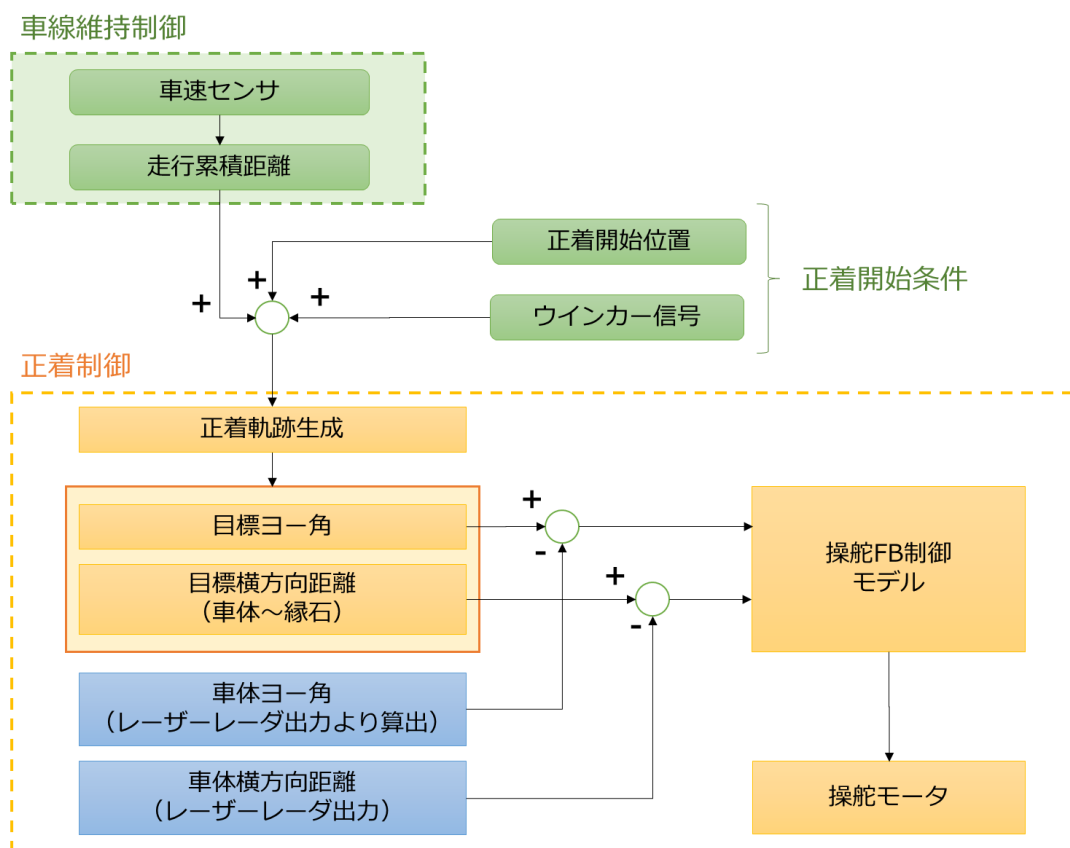 車線維持制御
車速センサ
走行累積距離
正着開始位置
+
+
+
ウインカー信号
正着開始条件
正着制御
正着軌跡生成
目標ヨー角
目標横方向距離
(車体～縁石)
+
-
+
-
操舵FB制御
モデル
車体ヨー角
(レーザーレーダ出力より算出)
車体横方向距離
(レーザーレーダ出力)
操舵モータ